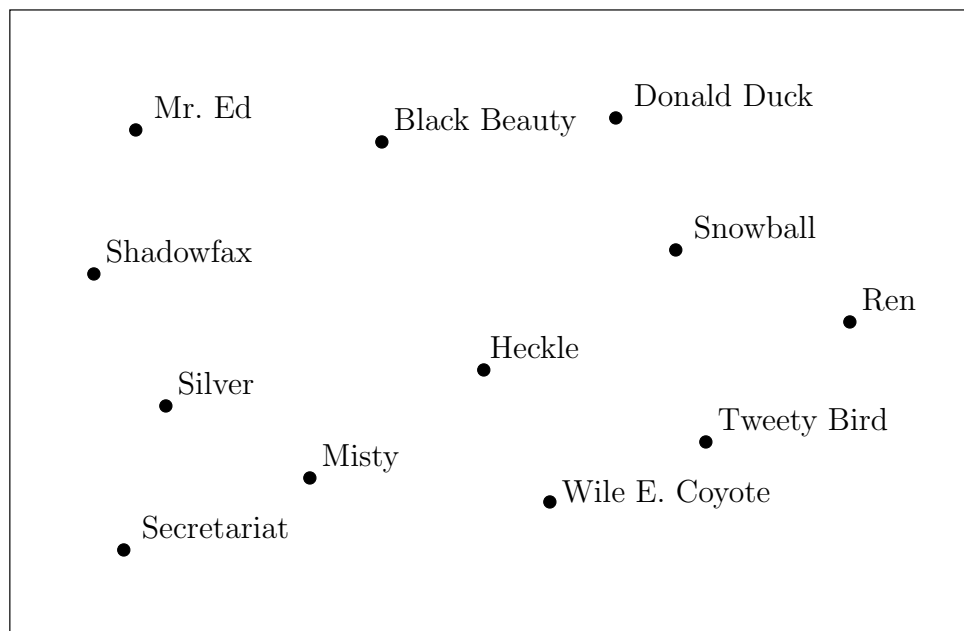 Mr. Ed
Black Beauty
Donald Duck
Shadowfax
Snowball
Ren
Heckle
Silver
Tweety Bird
Misty
Wile E. Coyote
Secretariat